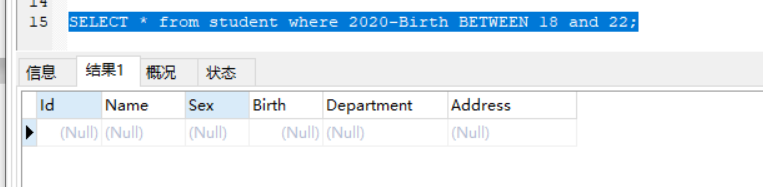 14
15 SELECT * from student where 2020-Birth BETWEEN 18 and 22;
信息 结果1 概况 状态
Id Name Sex Birth Department Address
(Null) (Null) (Null) (Null) (Null) (Null)